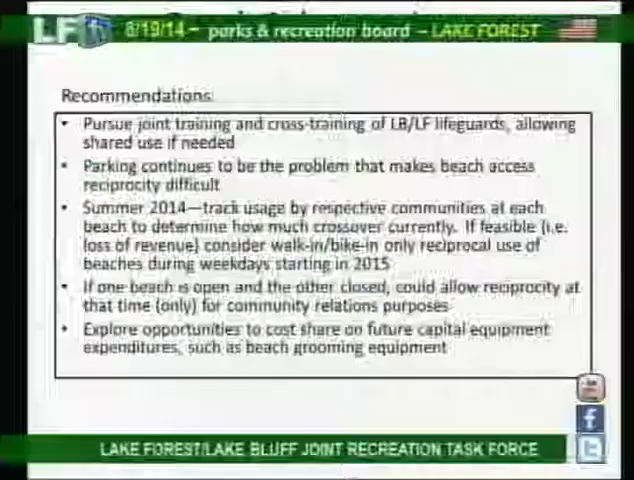 LF 8/19/14 - parks & recreation board - LAKE FOREST
Recommendations:
• Pursue joint training and cross-training of LB/LF lifeguards, allowing
shared use if needed
• Parking continues to be the problem that makes beach access
reciprocity difficult
• Summer 2014—track usage by respective communities at each
beach to determine how much crossover currently. If feasible (i.e.
loss of revenue) consider walk-in/bike-in only reciprocal use of
beaches during weekdays starting in 2015
• If one beach is open and the other closed, could allow reciprocity at
that time (only) for community relations purposes
• Explore opportunities to cost share on future capital equipment
expenditures, such as beach grooming equipment
f
LAKE FOREST/LAKE BLUFF JOINT RECREATION TASK FORCE